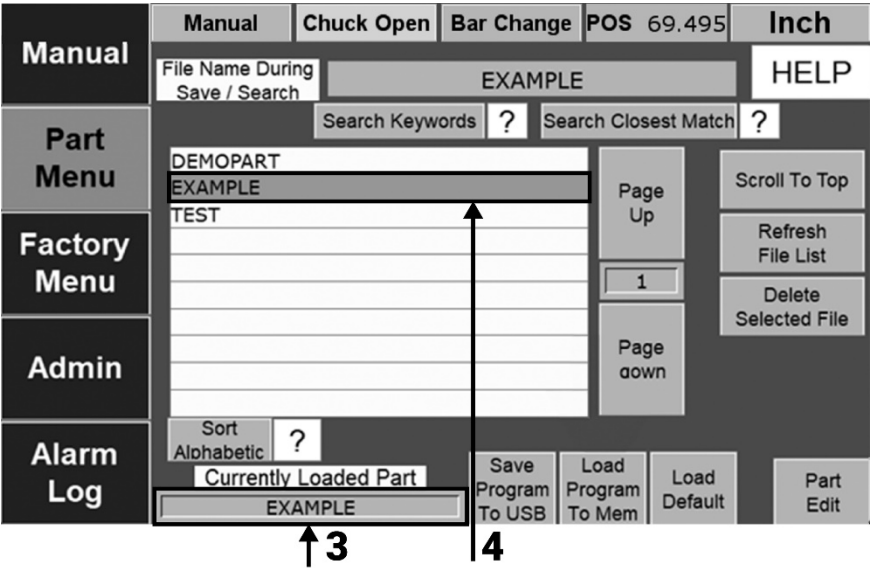 Manual
Chuck Open
Bar Change
POS 69.495
Inch
Manual
File Name During
Save / Search
EXAMPLE
HELP
Search Keywords
?
Search Closest Match
?
Part
Menu
DEMOPART
EXAMPLE
TEST
Page
Up
Scroll To Top
Factory
Menu
Refresh
File List
1
Delete
Selected File
Admin
Page
down
Sort
Alphabetic
?
Alarm
Log
Currently Loaded Part
EXAMPLE
Save
Program
To USB
Load
Program
To Mem
Load
Default
Part
Edit
3
4